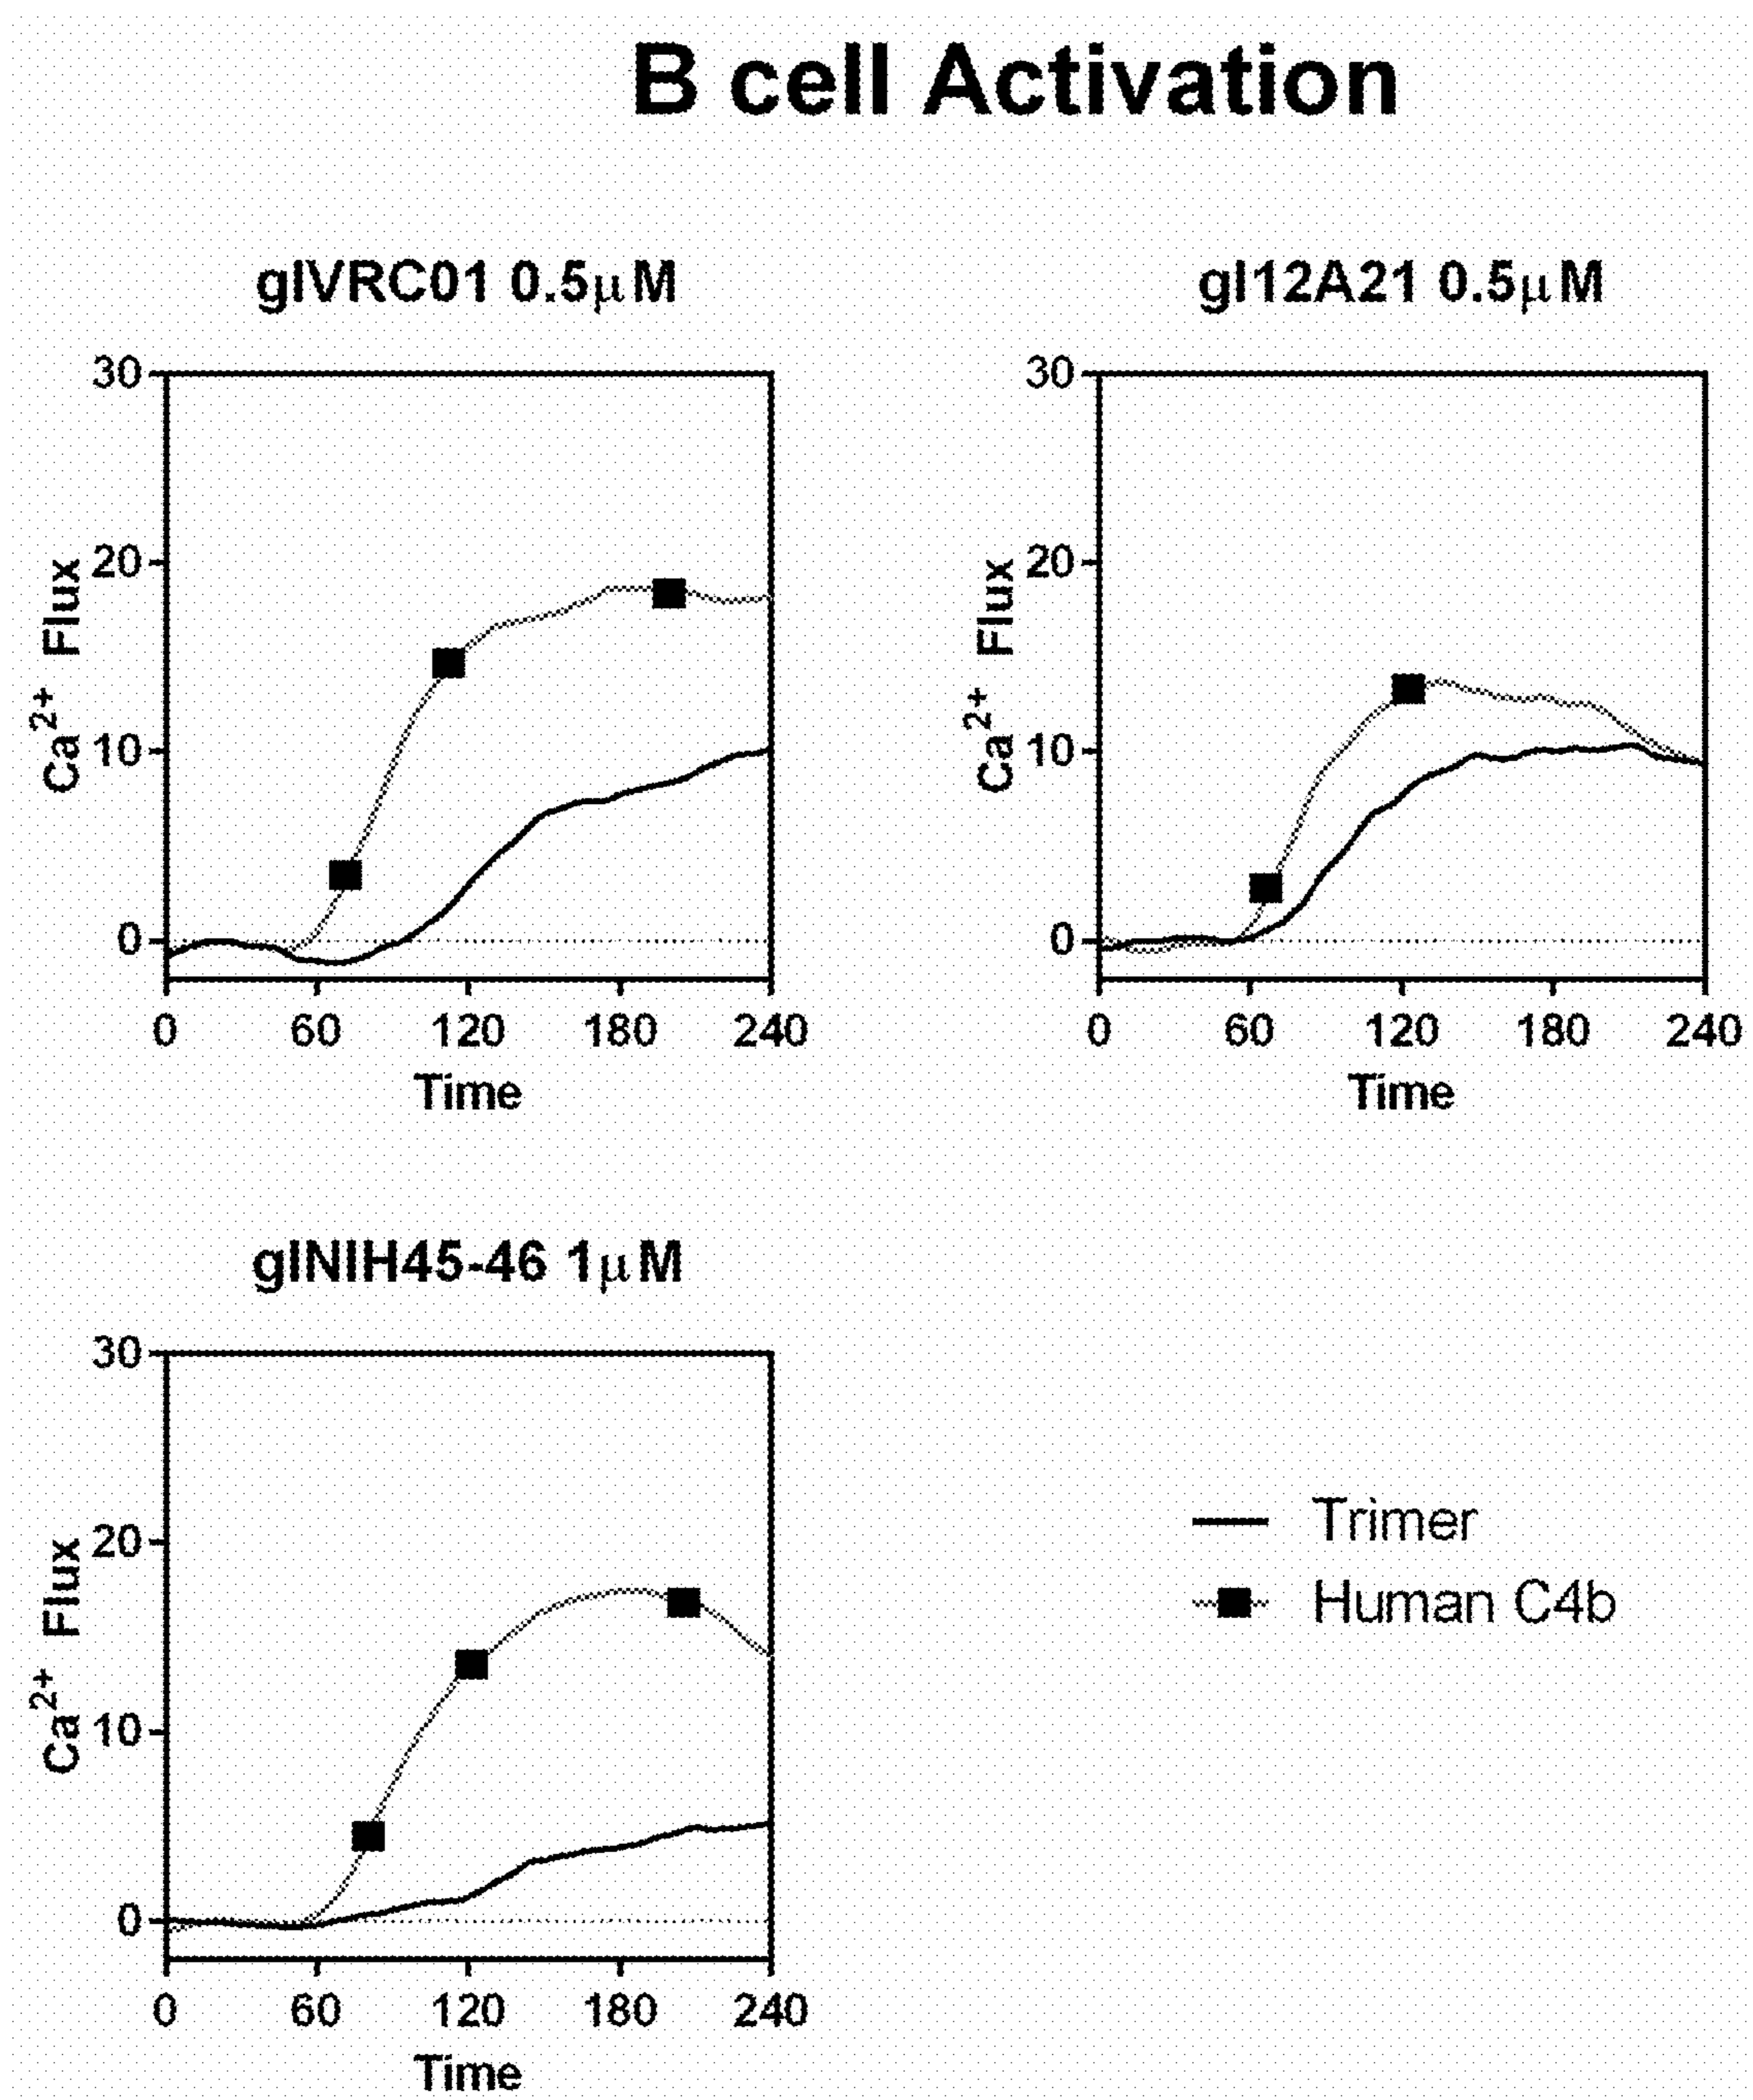 B cell Activation
glVRC01 0.5μM
30
20
10
0
Ca²⁺ Flux
0 60 120 180 240
Time
gl12A21 0.5μM
30
20
10
0
Ca²⁺ Flux
0 60 120 180 240
Time
glNIH45-46 1μM
30
20
10
0
Ca²⁺ Flux
0 60 120 180 240
Time
Trimer
Human C4b